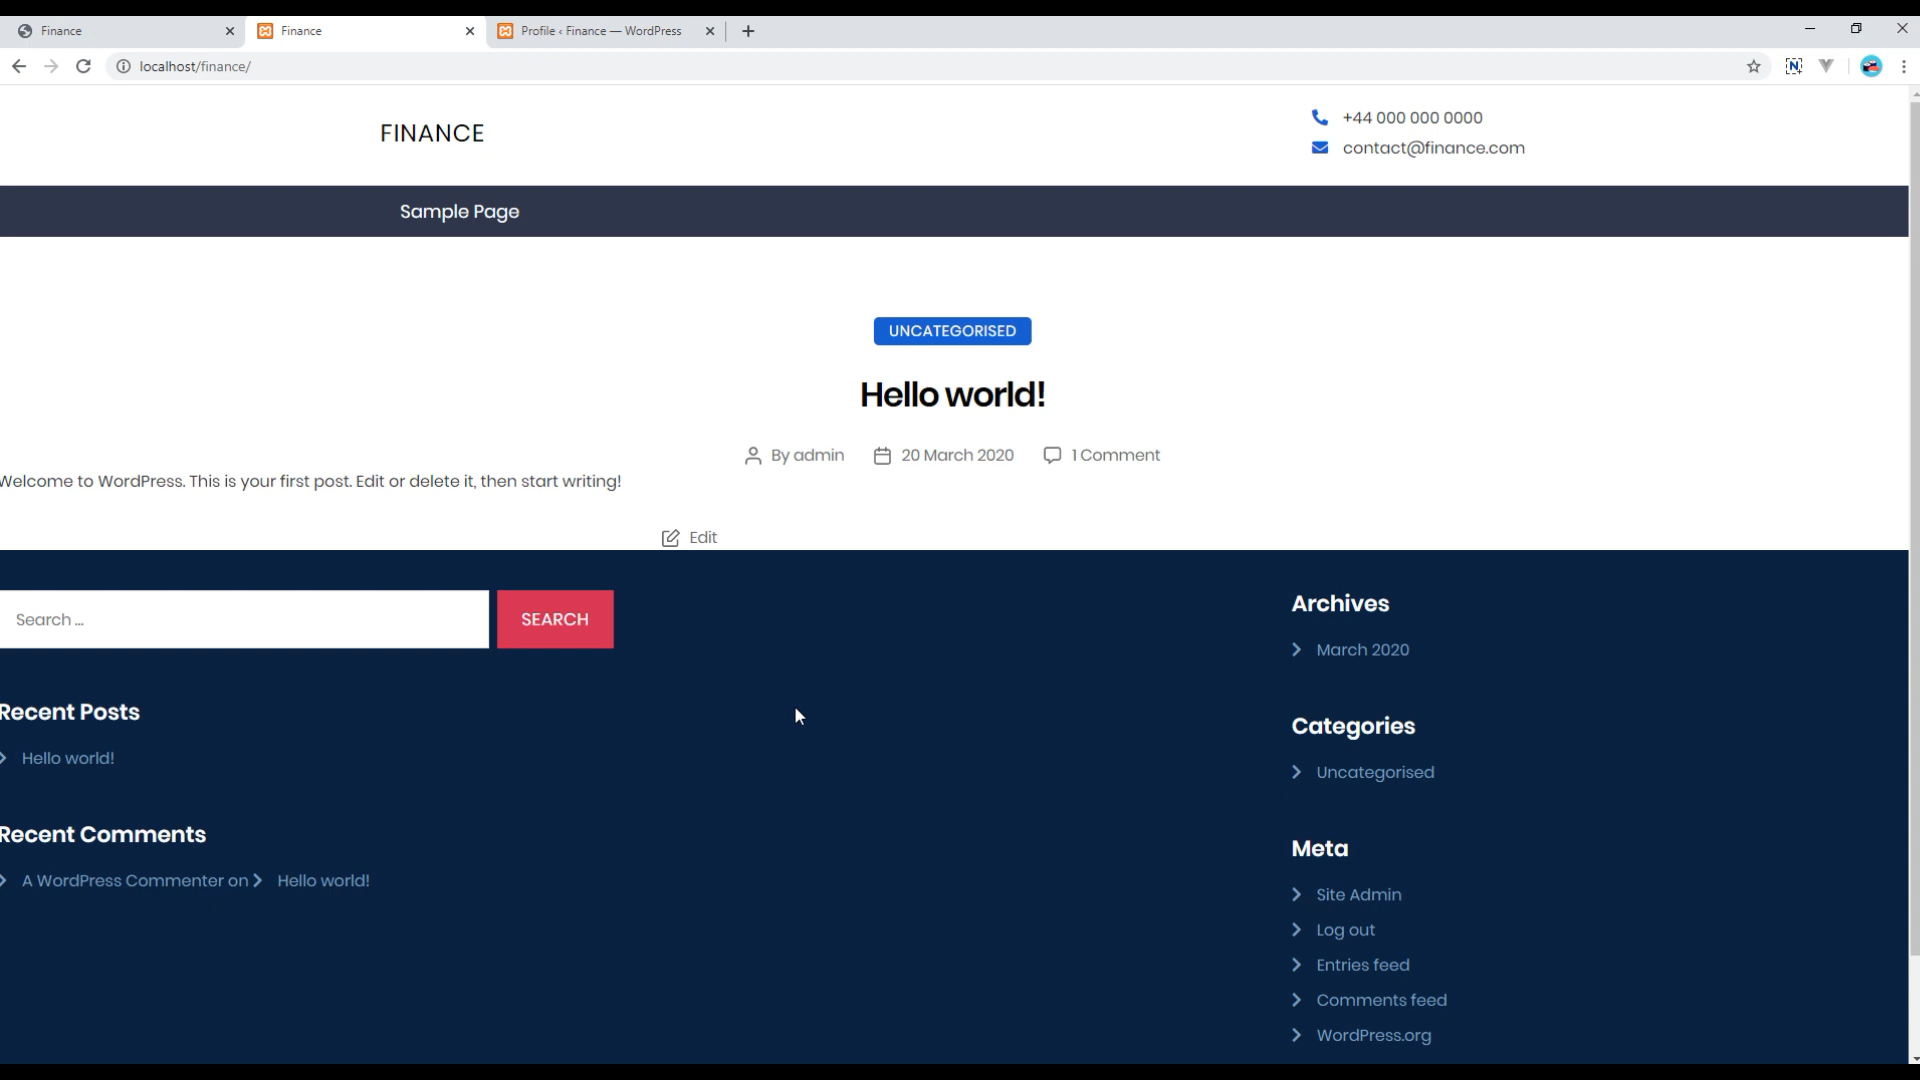 Finance
Finance
Profile ‹ Finance — WordPress
localhost/finance/
FINANCE
+44 000 000 0000
contact@finance.com
Sample Page
UNCATEGORISED
Hello world!
By admin
20 March 2020
1 Comment
Welcome to WordPress. This is your first post. Edit or delete it, then start writing!
Edit
Search …
SEARCH
Recent Posts
Hello world!
Recent Comments
A WordPress Commenter on Hello world!
Archives
March 2020
Categories
Uncategorised
Meta
Site Admin
Log out
Entries feed
Comments feed
WordPress.org